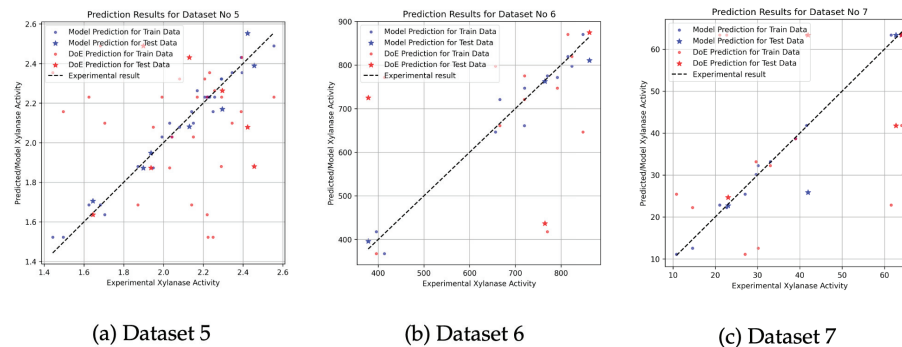 Prediction Results for Dataset No 5
2.6
2.4
2.2
2.0
1.8
1.6
1.4
Model Prediction for Train Data
Model Prediction for Test Data
DoE Prediction for Train Data
DoE Prediction for Test Data
Experimental result
Predicted/Model Xylanase Activity
1.4 1.6 1.8 2.0 2.2 2.4 2.6
Experimental Xylanase Activity
(a) Dataset 5
Prediction Results for Dataset No 6
900
800
700
600
500
400
Model Prediction for Train Data
Model Prediction for Test Data
DoE Prediction for Train Data
DoE Prediction for Test Data
Experimental result
Predicted/Model Xylanase Activity
400 500 600 700 800
Experimental Xylanase Activity
(b) Dataset 6
Prediction Results for Dataset No 7
60
50
40
30
20
10
Model Prediction for Train Data
Model Prediction for Test Data
DoE Prediction for Train Data
DoE Prediction for Test Data
Experimental result
Predicted/Model Xylanase Activity
10 20 30 40 50 60
Experimental Xylanase Activity
(c) Dataset 7